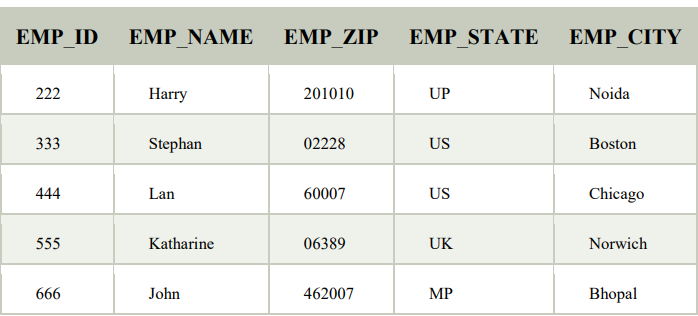 EMP_ID EMP_NAME EMP_ZIP EMP_STATE EMP_CITY
222 Harry 201010 UP Noida
333 Stephan 02228 US Boston
444 Lan 60007 US Chicago
555 Katharine 06389 UK Norwich
666 John 462007 MP Bhopal